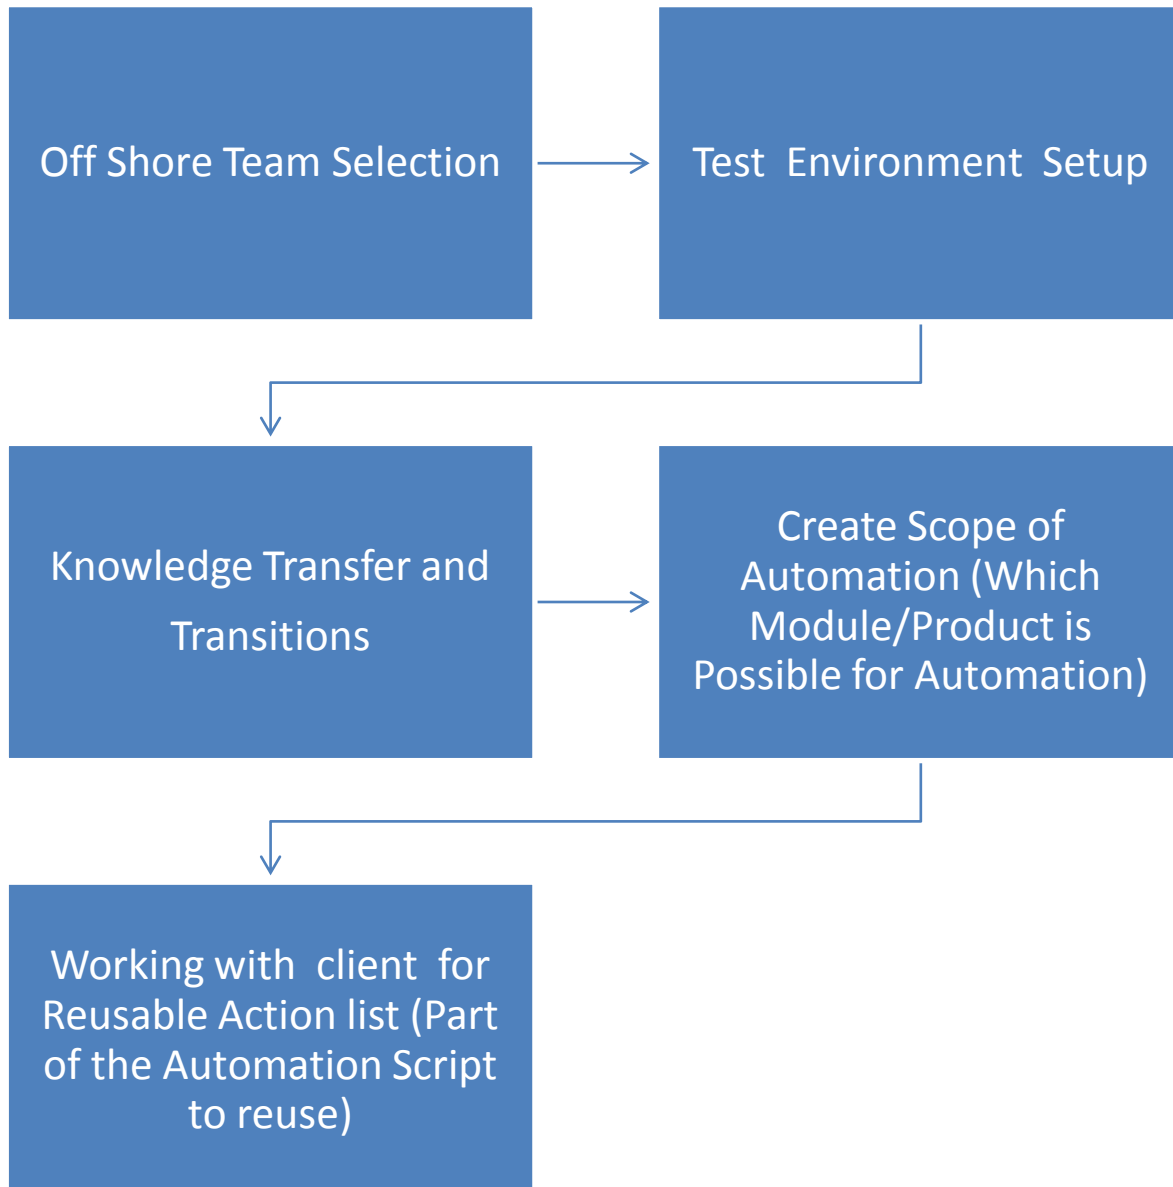 Off Shore Team Selection
Test  Environment  Setup
Knowledge Transfer and
Transitions
Create Scope of
Automation (Which
Module/Product is
Possible for Automation)
Working with  client  for
Reusable Action list (Part
of the Automation Script
to reuse)